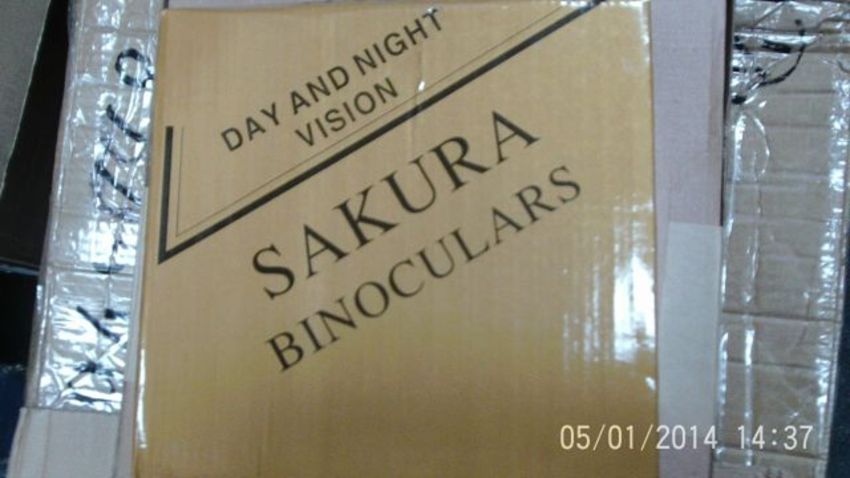 DAY AND NIGHT
VISION
SAKURA
BINOCULARS
05/01/2014 14:37